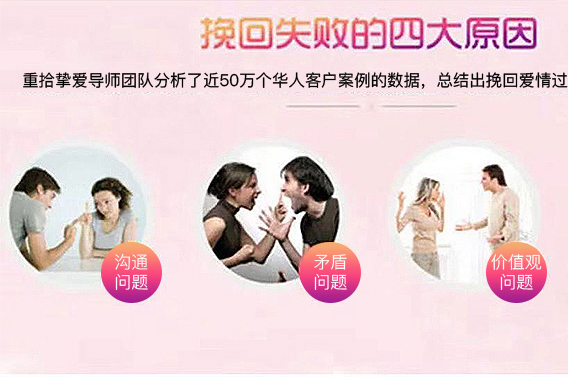 挽回失败的四大原因
重拾挚爱导师团队分析了近50万个华人客户案例的数据，总结出挽回爱情过
沟通
问题
矛盾
问题
价值观
问题